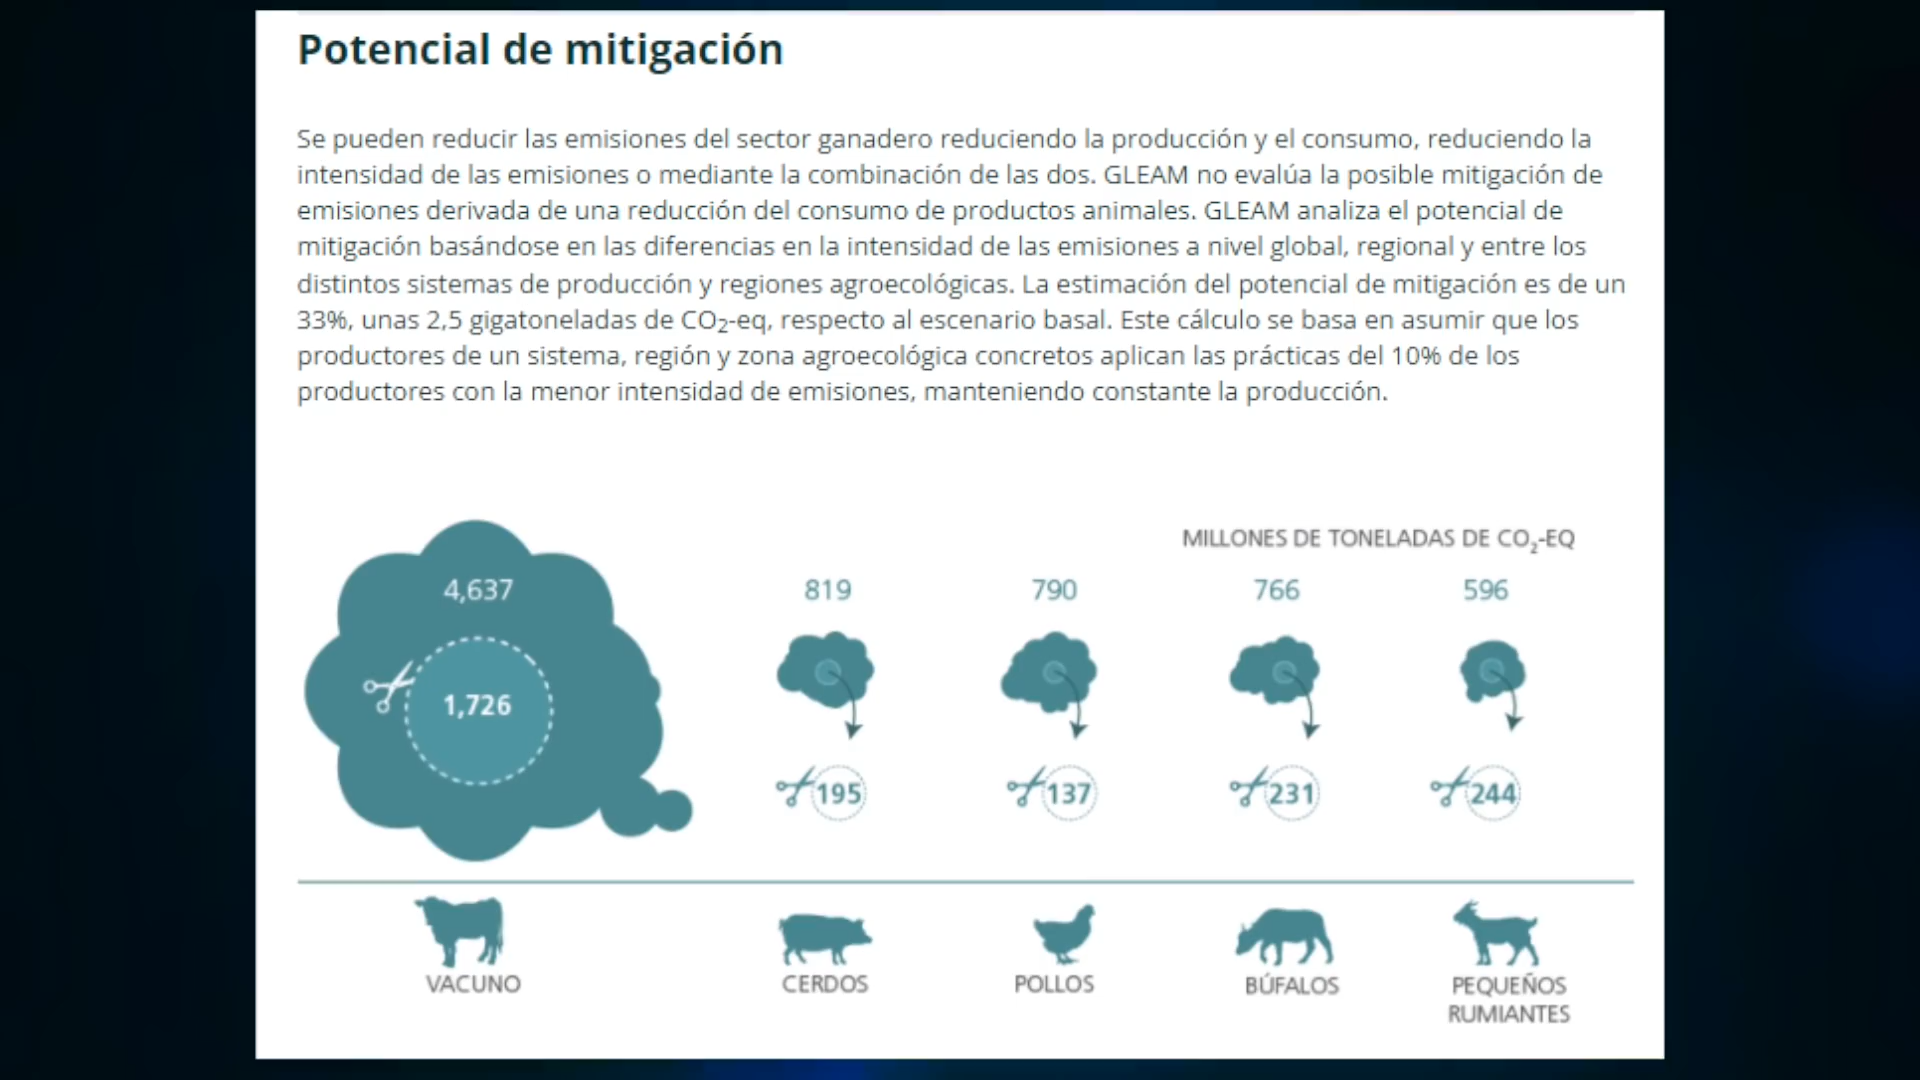 Potencial de mitigación
Se pueden reducir las emisiones del sector ganadero reduciendo la producción y el consumo, reduciendo la
intensidad de las emisiones o mediante la combinación de las dos. GLEAM no evalúa la posible mitigación de
emisiones derivada de una reducción del consumo de productos animales. GLEAM analiza el potencial de
mitigación basándose en las diferencias en la intensidad de las emisiones a nivel global, regional y entre los
distintos sistemas de producción y regiones agroecológicas. La estimación del potencial de mitigación es de un
33%, unas 2,5 gigatoneladas de CO₂-eq, respecto al escenario basal. Este cálculo se basa en asumir que los
productores de un sistema, región y zona agroecológica concretos aplican las prácticas del 10% de los
productores con la menor intensidad de emisiones, manteniendo constante la producción.
MILLONES DE TONELADAS DE CO₂-EQ
4,637 819 790 766 596
1,726
195 137 231 244
VACUNO CERDOS POLLOS BÚFALOS PEQUEÑOS
RUMIANTES